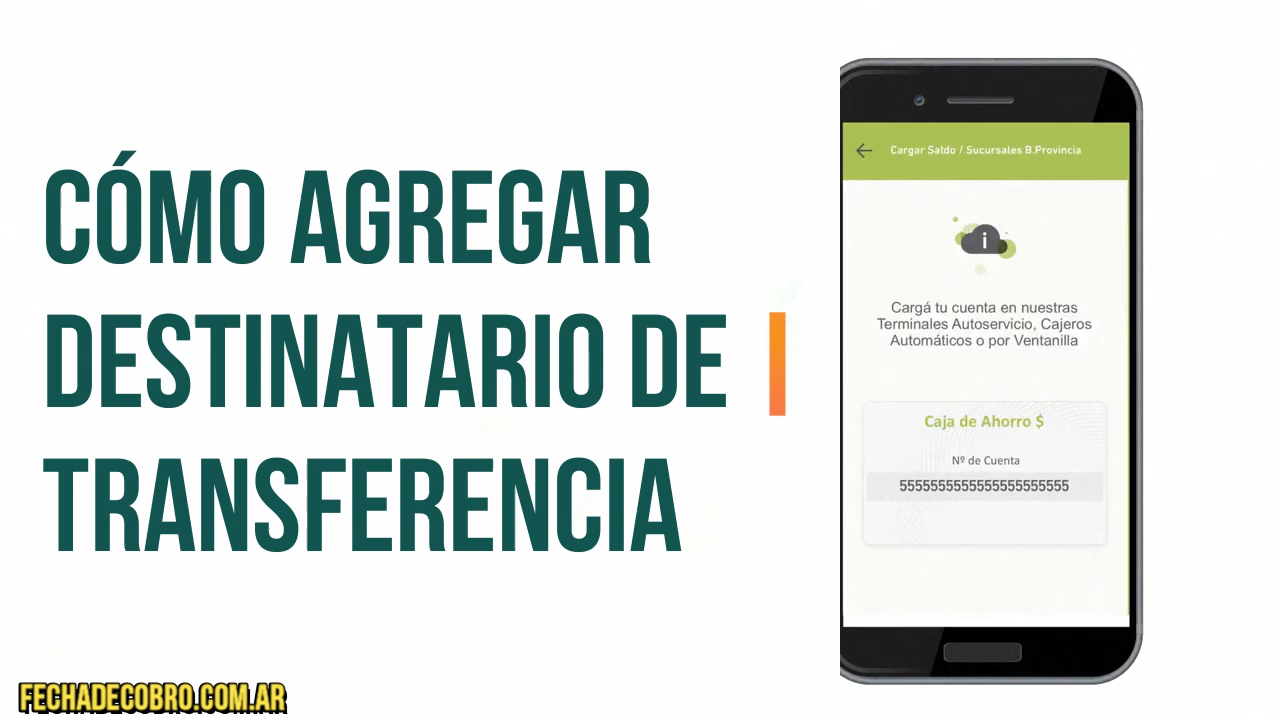 CÓMO AGREGAR
DESTINATARIO DE
TRANSFERENCIA
Cargar Saldo / Sucursales B.Provincia
i
Cargá tu cuenta en nuestras
Terminales Autoservicio, Cajeros
Automáticos o por Ventanilla
Caja de Ahorro $
Nº de Cuenta
5555555555555555555555
FECHADECOBRO.COM.AR